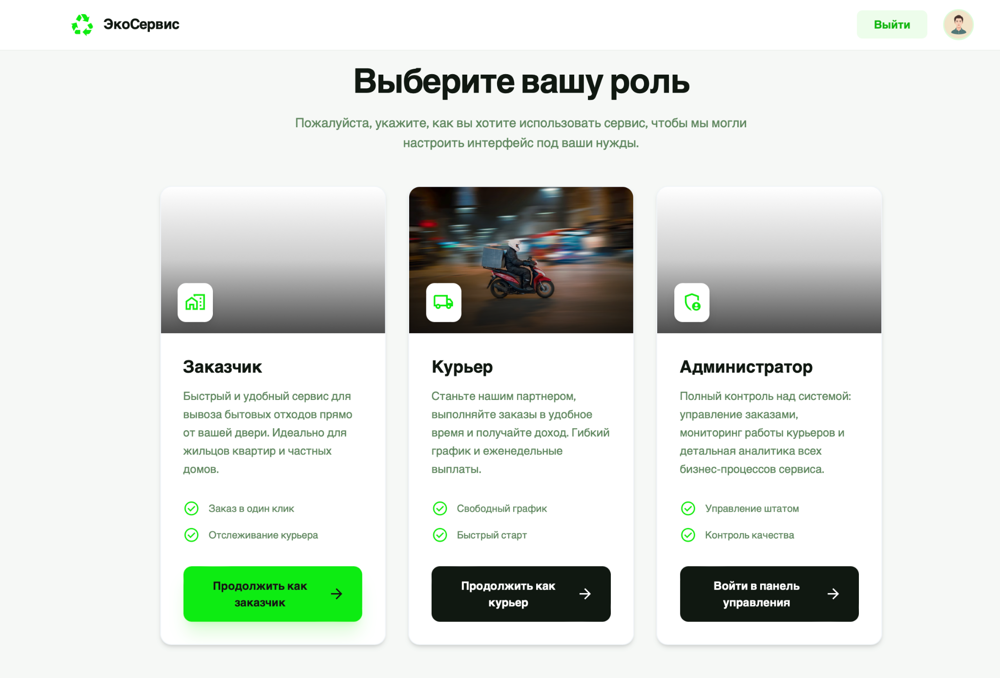 ЭкоСервис
Выйти
Выберите вашу роль
Пожалуйста, укажите, как вы хотите использовать сервис, чтобы мы могли
настроить интерфейс под ваши нужды.
Заказчик
Быстрый и удобный сервис для
вывоза бытовых отходов прямо
от вашей двери. Идеально для
жильцов квартир и частных
домов.
Заказ в один клик
Отслеживание курьера
Продолжить как
заказчик
Курьер
Станьте нашим партнером,
выполняйте заказы в удобное
время и получайте доход. Гибкий
график и еженедельные
выплаты.
Свободный график
Быстрый старт
Продолжить как
курьер
Администратор
Полный контроль над системой:
управление заказами,
мониторинг работы курьеров и
детальная аналитика всех
бизнес-процессов сервиса.
Управление штатом
Контроль качества
Войти в панель
управления